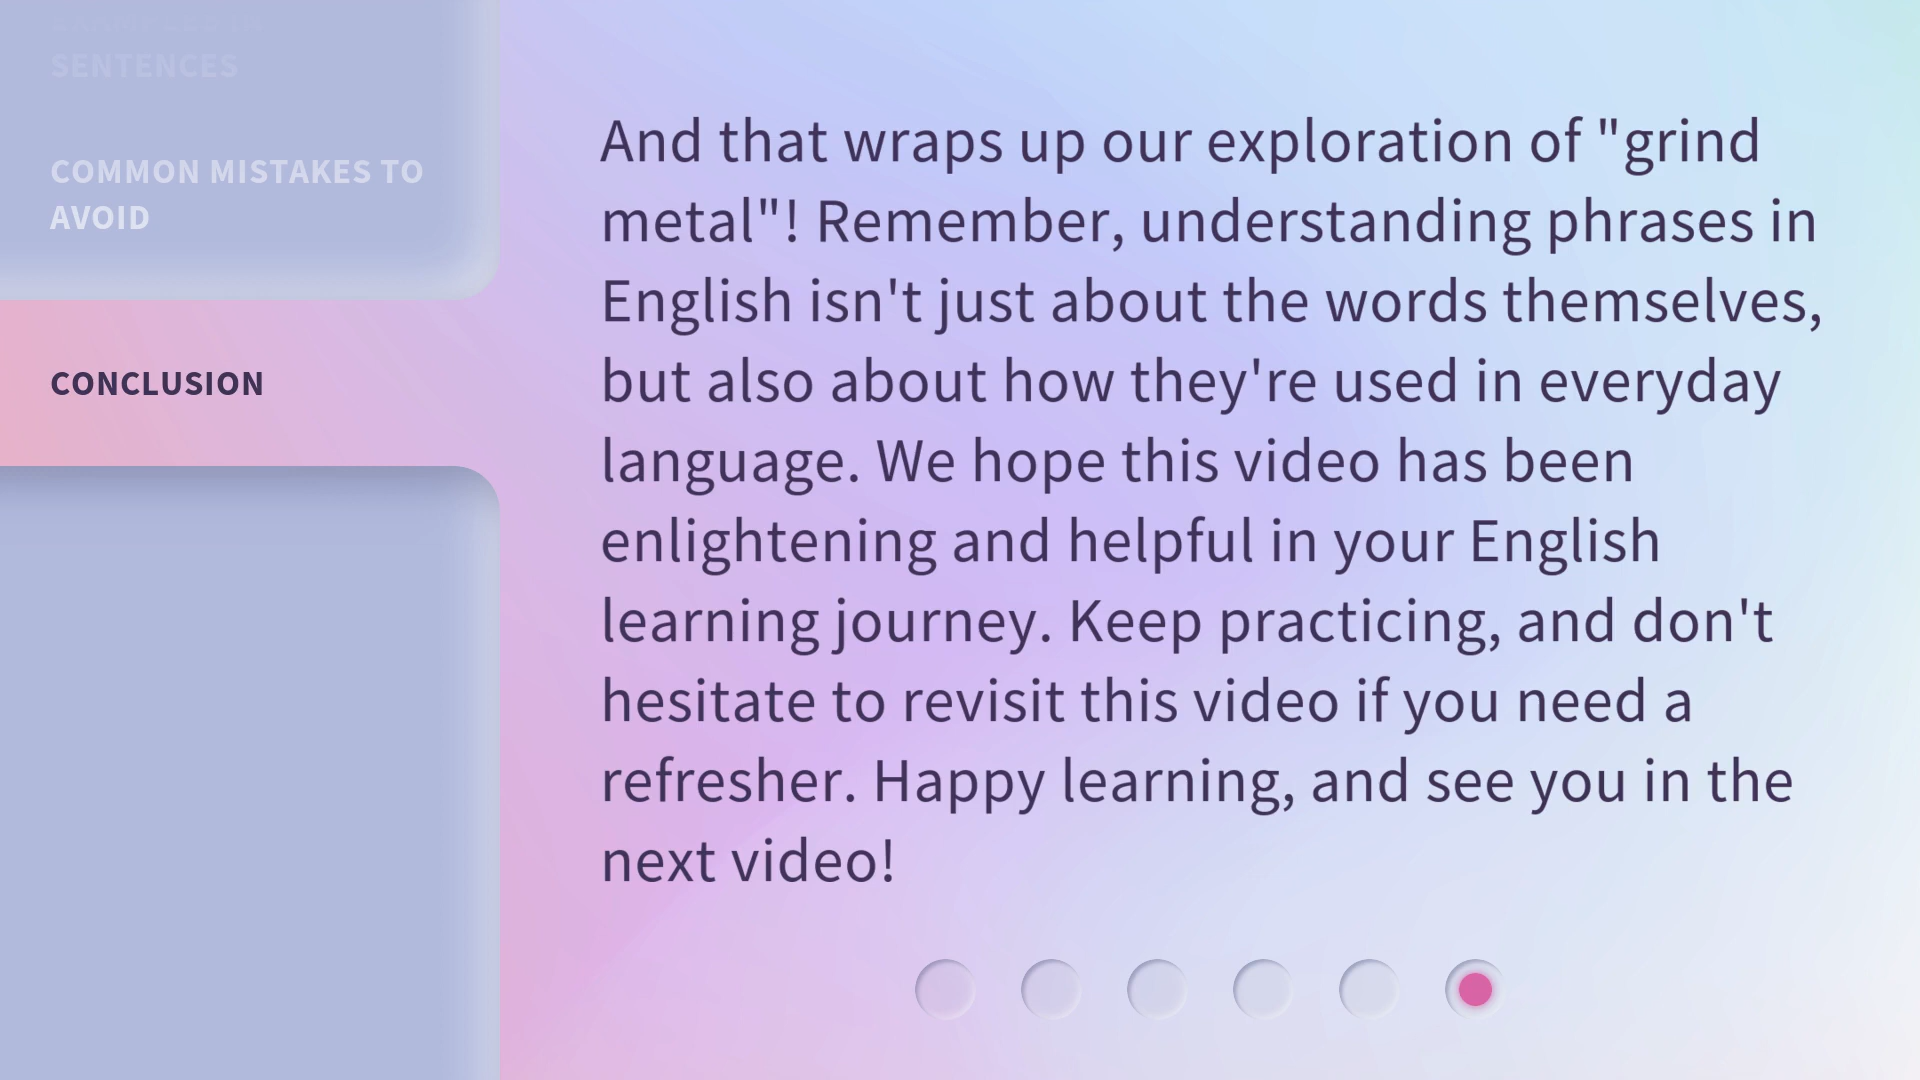 SENTENCES
COMMON MISTAKES TO
AVOID
CONCLUSION
And that wraps up our exploration of "grind
metal"! Remember, understanding phrases in
English isn't just about the words themselves,
but also about how they're used in everyday
language. We hope this video has been
enlightening and helpful in your English
learning journey. Keep practicing, and don't
hesitate to revisit this video if you need a
refresher. Happy learning, and see you in the
next video!